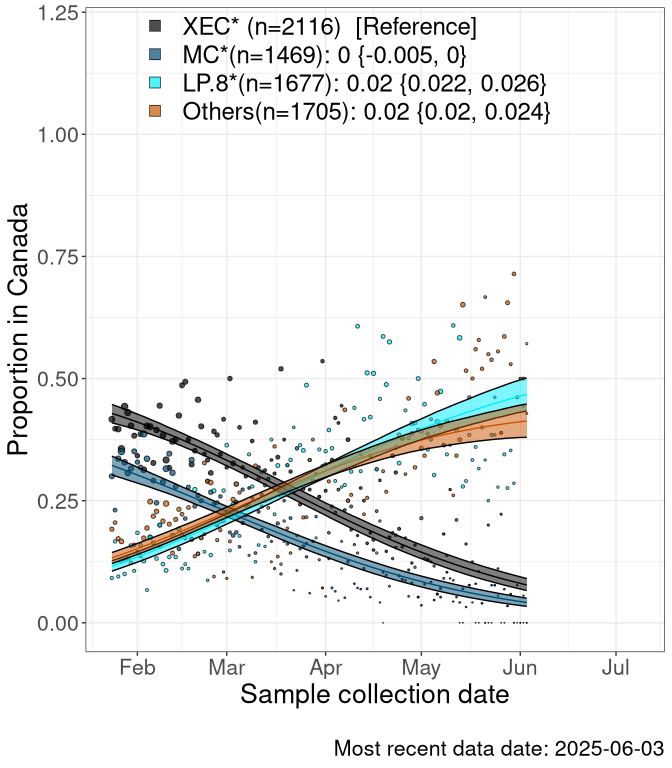 XEC* (n=2116)  [Reference]
MC*(n=1469): 0 {-0.005, 0}
LP.8*(n=1677): 0.02 {0.022, 0.026}
Others(n=1705): 0.02 {0.02, 0.024}
Proportion in Canada
1.25
1.00
0.75
0.50
0.25
0.00
Feb Mar Apr May Jun Jul
Sample collection date
Most recent data date: 2025-06-03